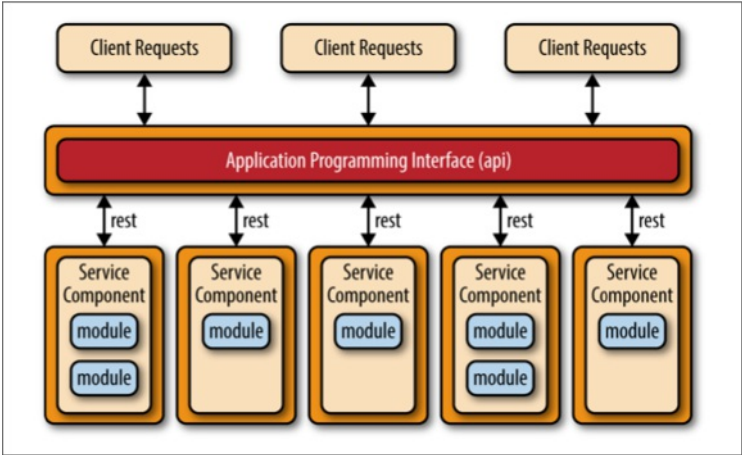 Client Requests
Client Requests
Client Requests
Application Programming Interface (api)
rest
rest
rest
rest
rest
Service
Component
module
module
Service
Component
module
Service
Component
module
Service
Component
module
module
Service
Component
module